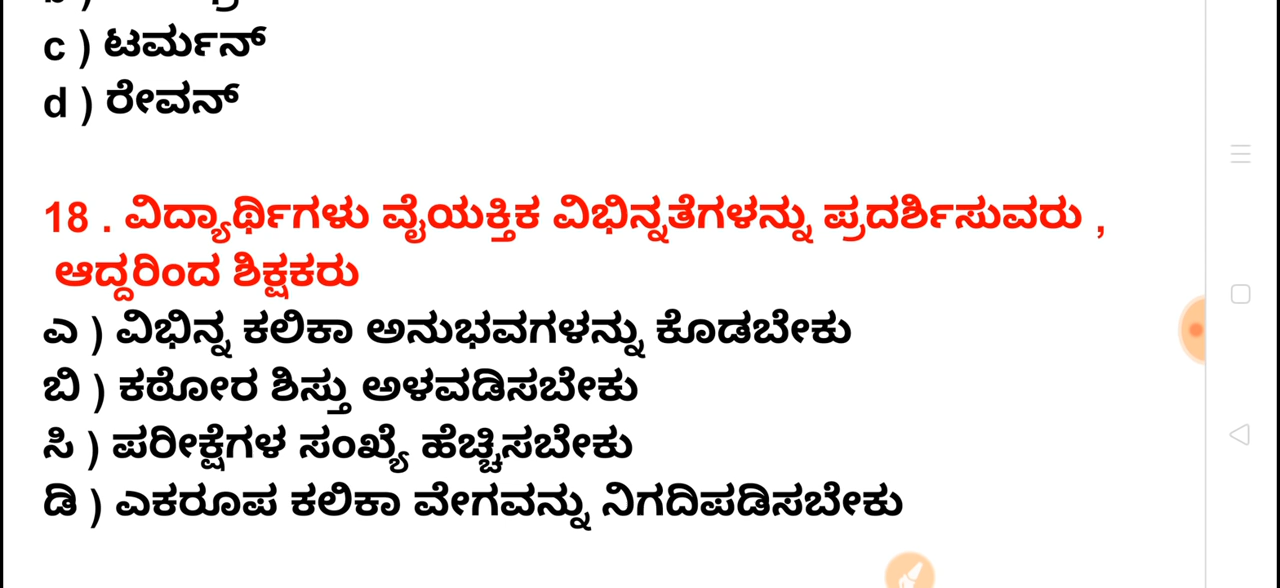 c ) ಟರ್ಮನ್
d ) ರೇವನ್
18 . ವಿದ್ಯಾರ್ಥಿಗಳು ವೈಯಕ್ತಿಕ ವಿಭಿನ್ನತೆಗಳನ್ನು ಪ್ರದರ್ಶಿಸುವರು ,
ಆದ್ದರಿಂದ ಶಿಕ್ಷಕರು
ಎ ) ವಿಭಿನ್ನ ಕಲಿಕಾ ಅನುಭವಗಳನ್ನು ಕೊಡಬೇಕು
ಬಿ ) ಕಠೋರ ಶಿಸ್ತು ಅಳವಡಿಸಬೇಕು
ಸಿ ) ಪರೀಕ್ಷೆಗಳ ಸಂಖ್ಯೆ ಹೆಚ್ಚಿಸಬೇಕು
ಡಿ ) ಎಕರೂಪ ಕಲಿಕಾ ವೇಗವನ್ನು ನಿಗದಿಪಡಿಸಬೇಕು